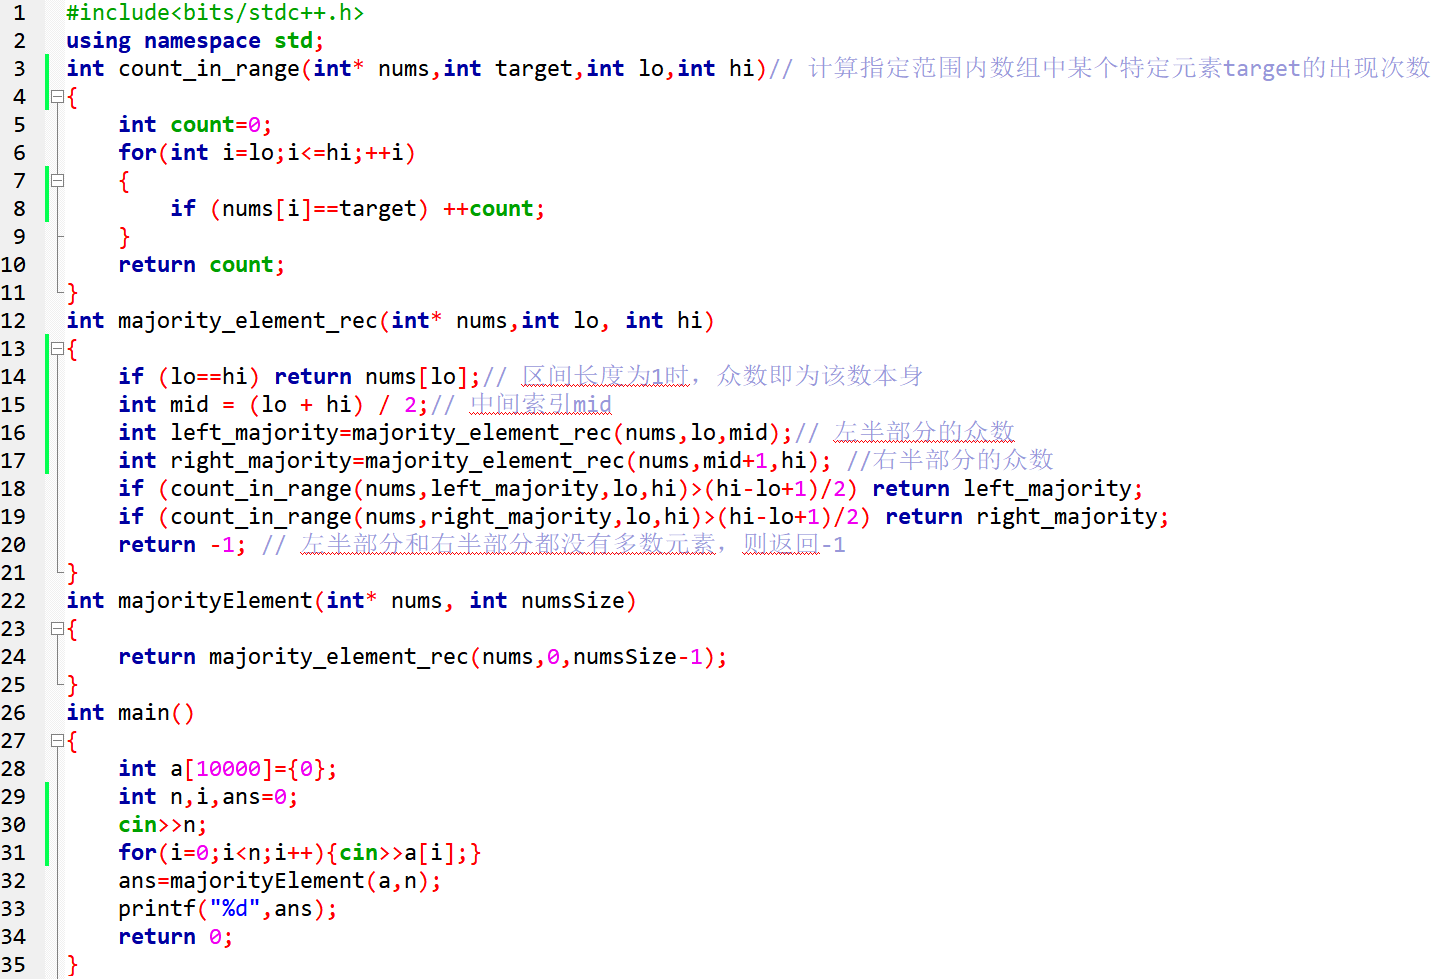 1 #include<bits/stdc++.h>
2 using namespace std;
3 int count_in_range(int* nums,int target,int lo,int hi)// 计算指定范围内数组中某个特定元素target的出现次数
4 {
5     int count=0;
6     for(int i=lo;i<=hi;++i)
7     {
8         if (nums[i]==target) ++count;
9     }
10     return count;
11 }
12 int majority_element_rec(int* nums,int lo, int hi)
13 {
14     if (lo==hi) return nums[lo];// 区间长度为1时，众数即为该数本身
15     int mid = (lo + hi) / 2;// 中间索引mid
16     int left_majority=majority_element_rec(nums,lo,mid);// 左半部分的众数
17     int right_majority=majority_element_rec(nums,mid+1,hi); //右半部分的众数
18     if (count_in_range(nums,left_majority,lo,hi)>(hi-lo+1)/2) return left_majority;
19     if (count_in_range(nums,right_majority,lo,hi)>(hi-lo+1)/2) return right_majority;
20     return -1; // 左半部分和右半部分都没有多数元素，则返回-1
21 }
22 int majorityElement(int* nums, int numsSize)
23 {
24     return majority_element_rec(nums,0,numsSize-1);
25 }
26 int main()
27 {
28     int a[10000]={0};
29     int n,i,ans=0;
30     cin>>n;
31     for(i=0;i<n;i++){cin>>a[i];}
32     ans=majorityElement(a,n);
33     printf("%d",ans);
34     return 0;
35 }